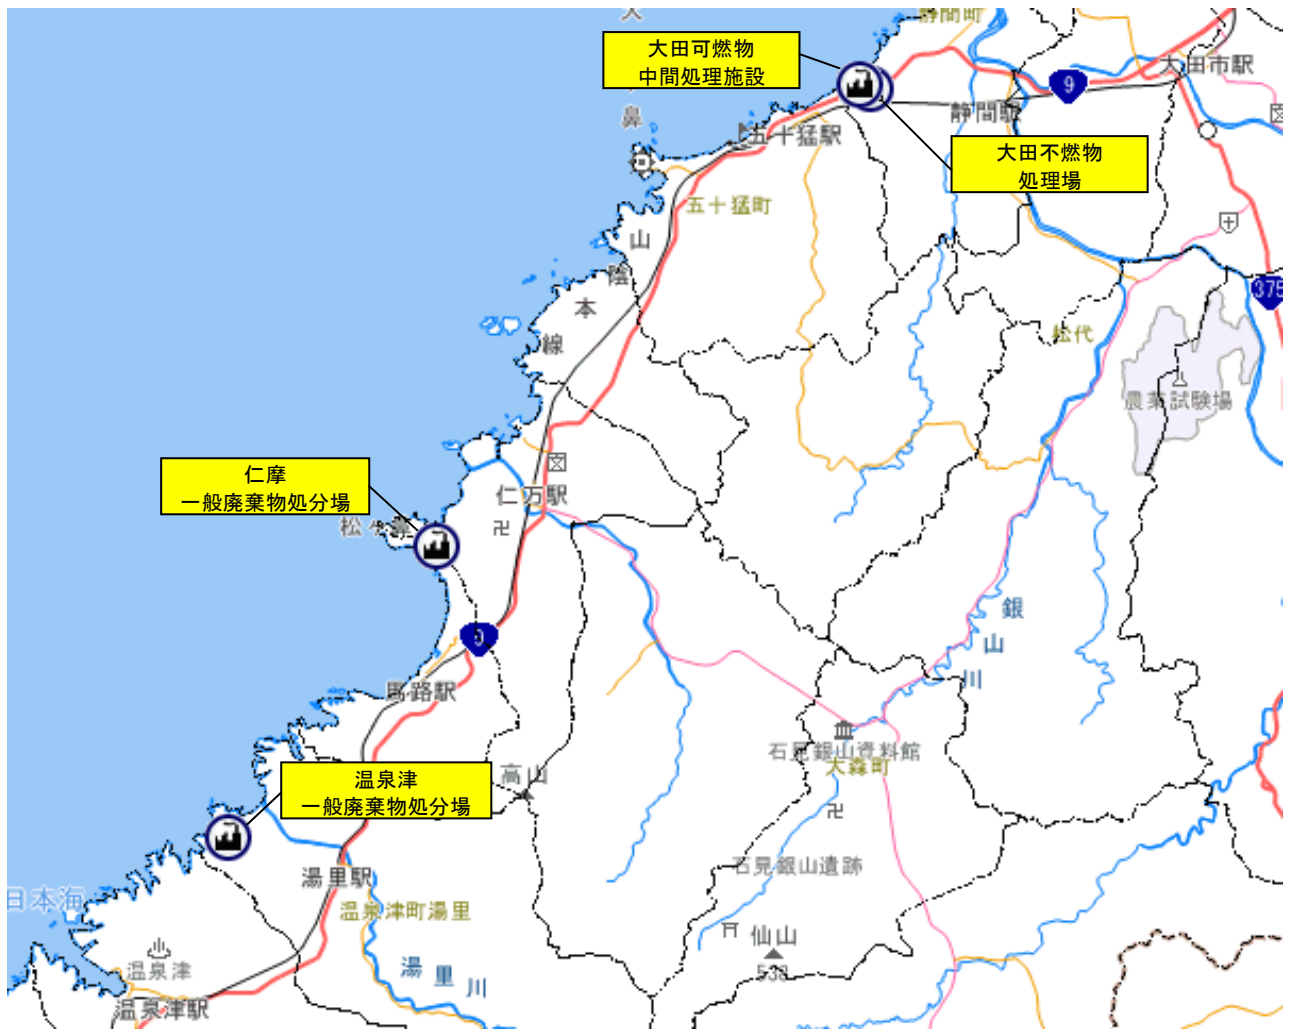 静間町
大田可燃物
中間処理施設
大田市駅
9
鼻
静間駅
五十猛駅
大田不燃物
処理場
五十猛町
山
陰
本
線
375
松代
農業試験場
仁摩
一般廃棄物処分場
仁万駅
銀
山
川
9
馬路駅
石見銀山資料館
大森町
高山
温泉津
一般廃棄物処分場
石見銀山遺跡
湯里駅
日本海
温泉津町湯里
仙山
538
温泉津
湯
里
川
温泉津駅